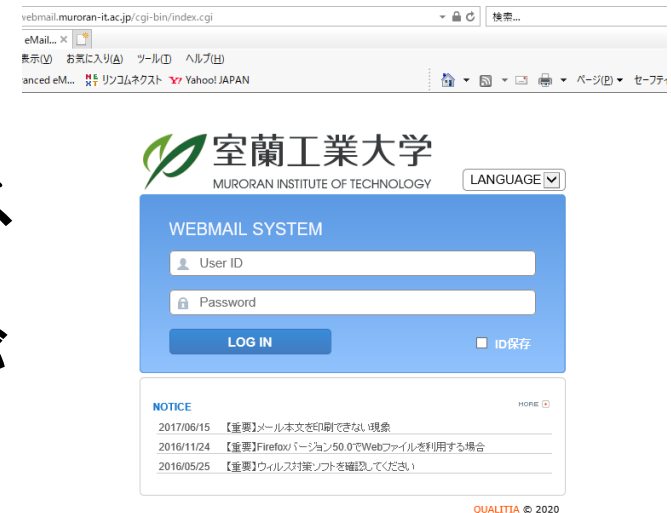 webmail.muroran-it.ac.jp/cgi-bin/index.cgi
検索...
eMail...
表示(V) お気に入り(A) ツール(T) ヘルプ(H)
anced eM... リンコムネクスト Yahoo! JAPAN ページ(P) セーフティ
室蘭工業大学
MURORAN INSTITUTE OF TECHNOLOGY
LANGUAGE
WEBMAIL SYSTEM
User ID
Password
LOG IN
ID保存
NOTICE
MORE
2017/06/15 【重要】メール本文を印刷できない現象
2016/11/24 【重要】Firefoxバージョン50.0でWebファイルを利用する場合
2016/05/25 【重要】ウィルス対策ソフトを確認してください
QUALITIA © 2020